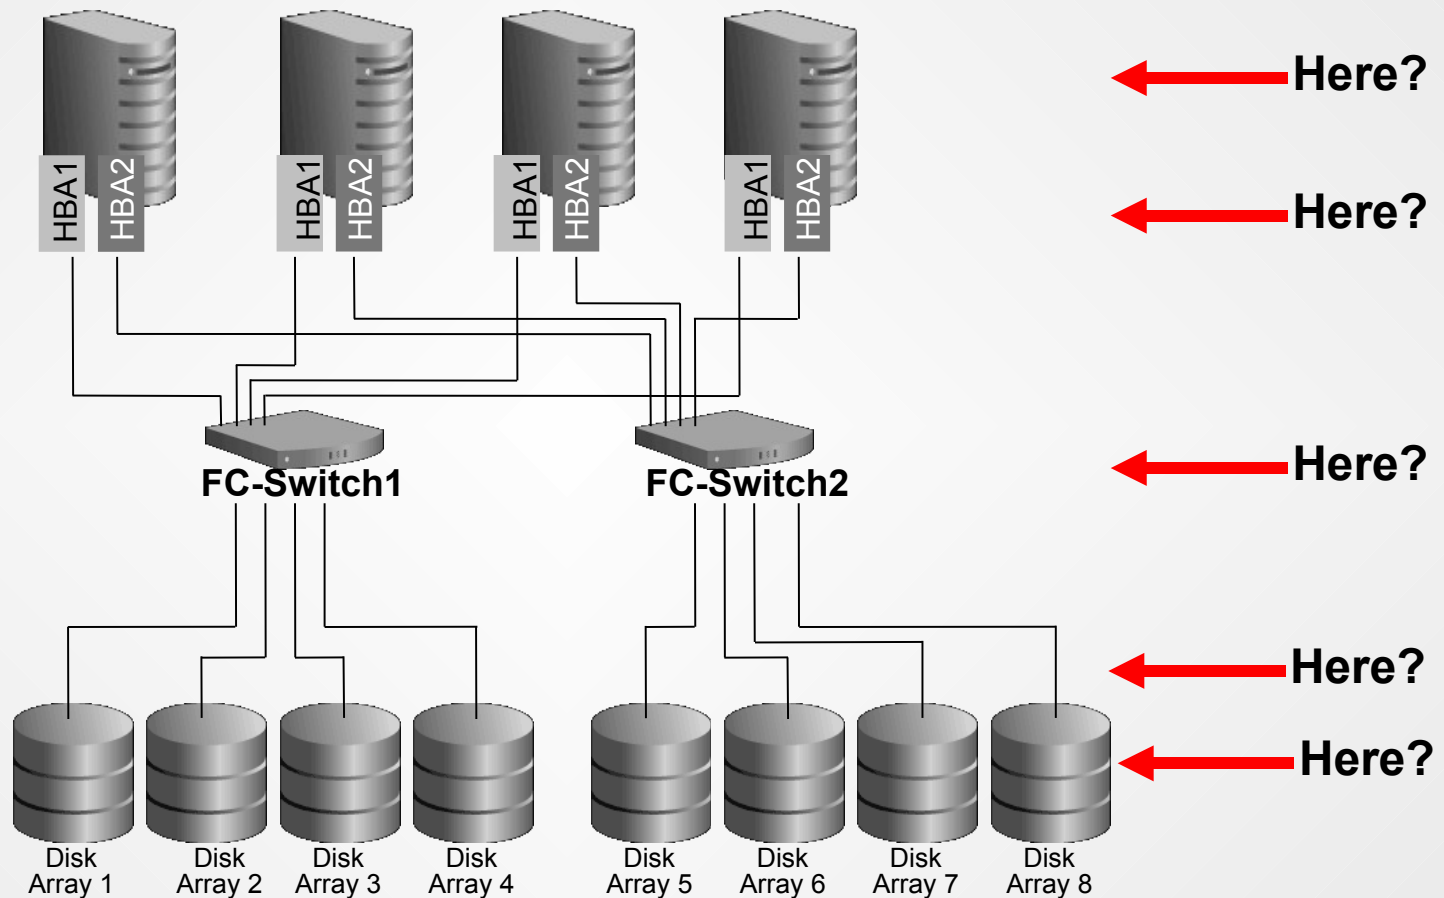 Here?
HBA1 HBA2 HBA1 HBA2 HBA1 HBA2 HBA1 HBA2
Here?
FC-Switch1 FC-Switch2
Here?
Here?
Here?
Disk Disk Disk Disk Disk Disk Disk Disk
Array 1 Array 2 Array 3 Array 4 Array 5 Array 6 Array 7 Array 8